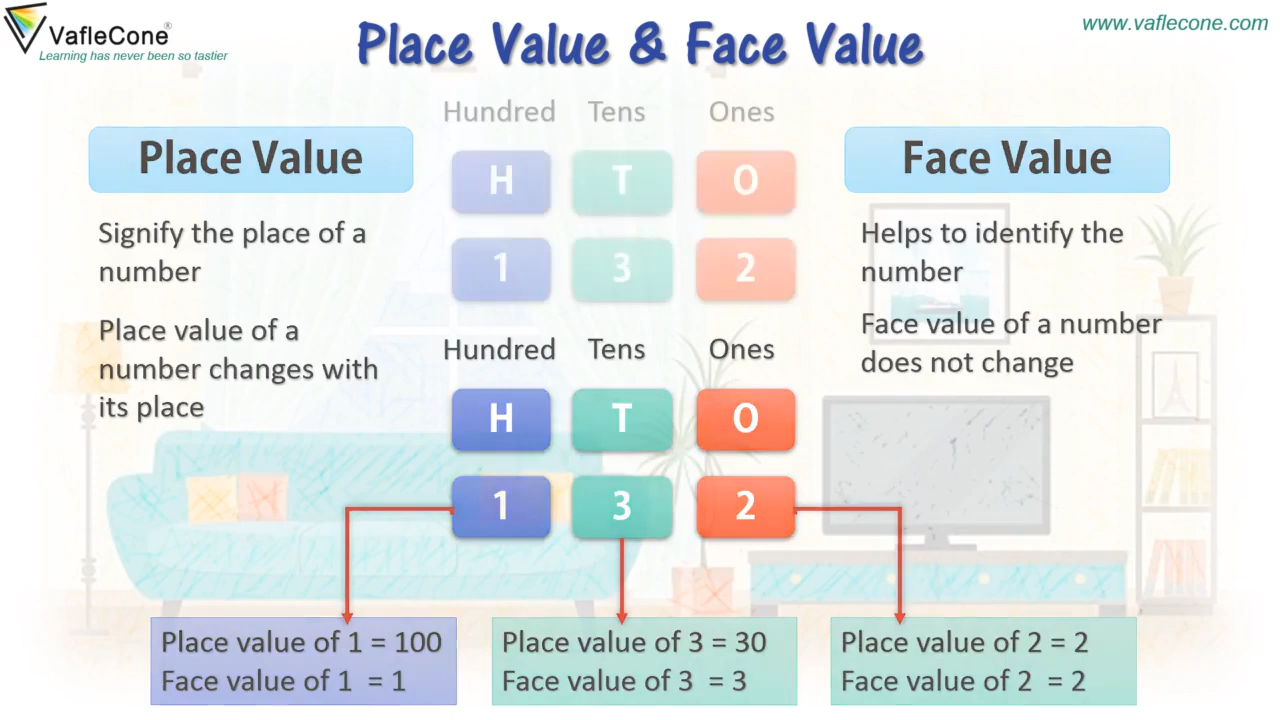 VafleCone®
Learning has never been so tastier
Place Value & Face Value
www.vaflecone.com
Hundred Tens Ones
H T O
1 3 2
Place Value
Signify the place of a
number
Place value of a
number changes with
its place
Face Value
Helps to identify the
number
Face value of a number
does not change
Hundred Tens Ones
H T O
1 3 2
Place value of 1 = 100
Face value of 1 = 1
Place value of 3 = 30
Face value of 3 = 3
Place value of 2 = 2
Face value of 2 = 2